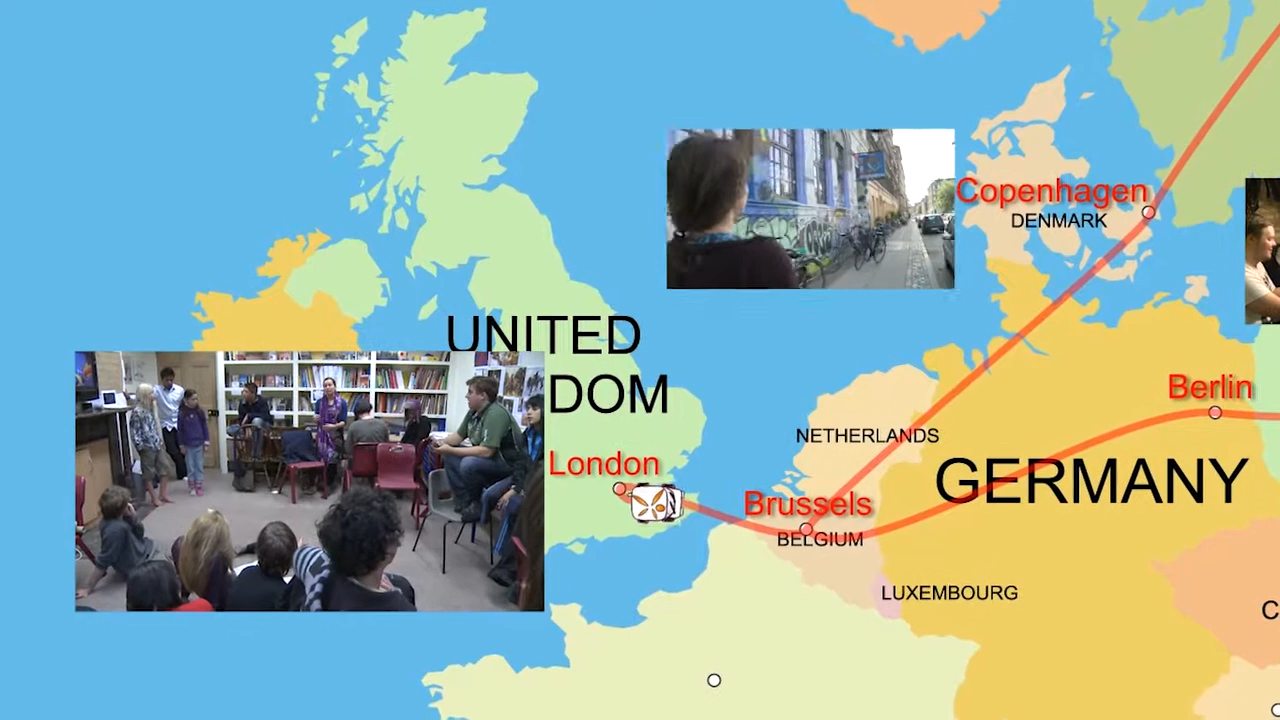 Copenhagen
DENMARK
UNITED
DOM
Berlin
NETHERLANDS
London
GERMANY
Brussels
BELGIUM
LUXEMBOURG
C